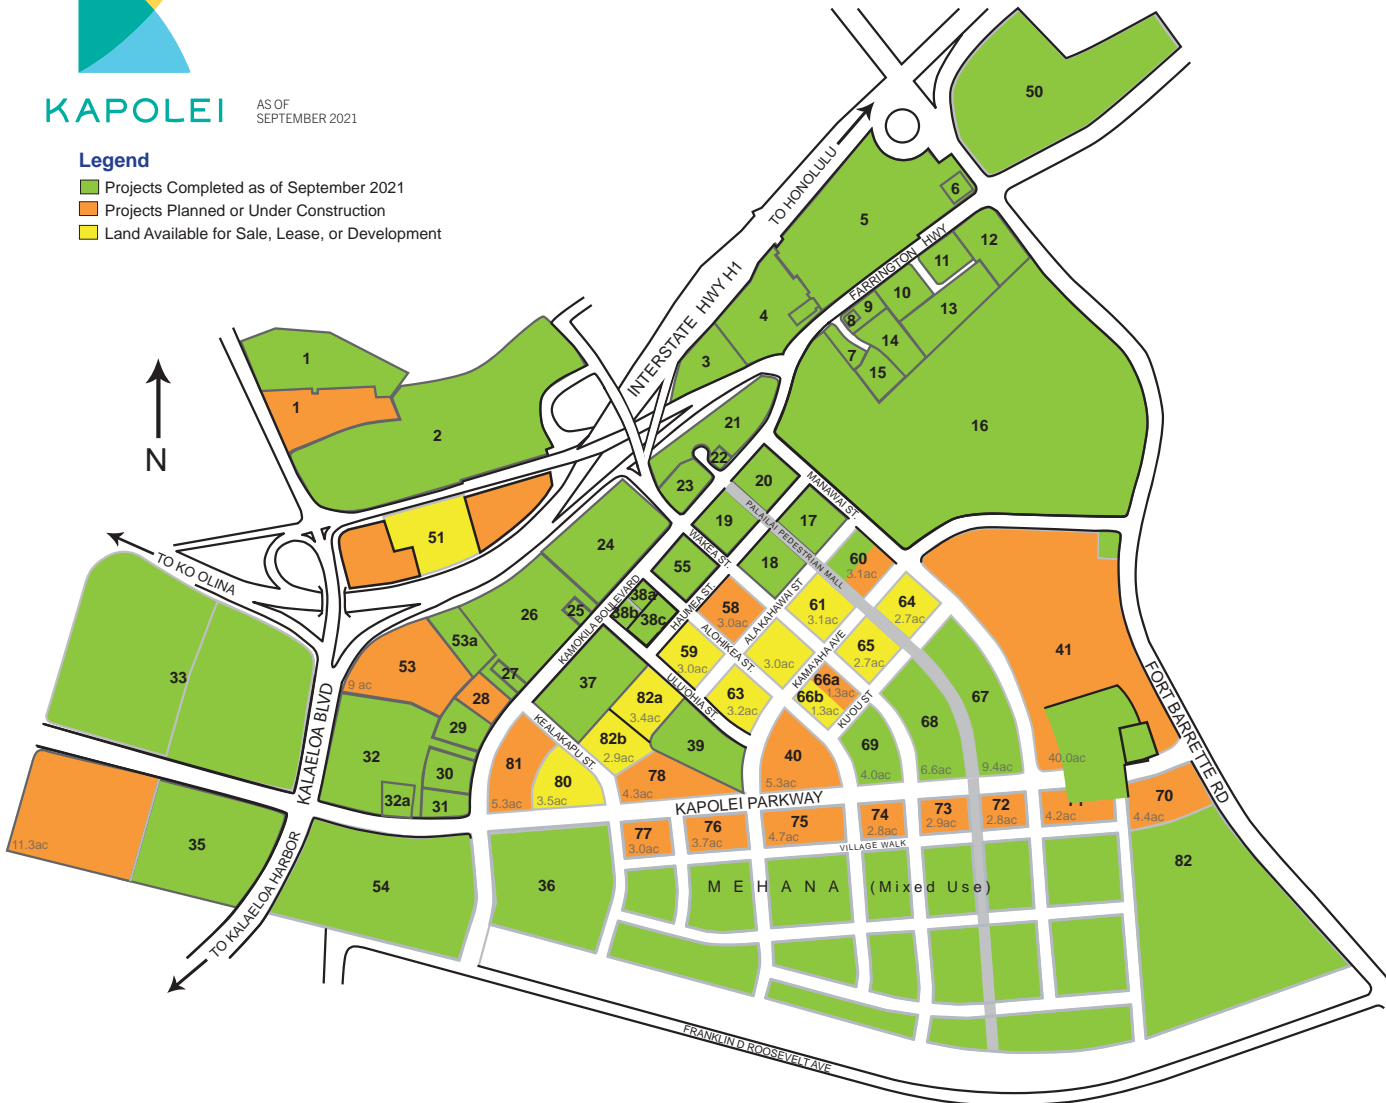 KAPOLEI
AS OF
SEPTEMBER 2021
Legend
Projects Completed as of September 2021
Projects Planned or Under Construction
Land Available for Sale, Lease, or Development
N
50
TO HONOLULU
6
5
FARRINGTON HWY
12
11
10
9
8
13
4
14
7
15
3
INTERSTATE HWY H1
1
1
2
16
21
22
23
20
MANAWAI ST.
PALAILAI PEDESTRIAN MALL
19
17
51
24
WAKEA ST.
18
60
3.1ac
55
TO KO OLINA
38a
38b
38c
25
26
KAMOKILA BOULEVARD
HAUMEA ST.
58
3.0ac
ALA KAHAWAI ST
61
3.1ac
64
2.7ac
53a
53
9 ac
27
28
59
3.0ac
ALOHIKEA ST.
3.0ac
KAMA'AHA AVE
65
2.7ac
41
40.0ac
33
37
82a
3.4ac
ULU'OHIA ST.
63
3.2ac
66a
1.3ac
66b
1.3ac
KUOU ST
67
9.4ac
68
6.6ac
69
4.0ac
FORT BARRETTE RD
KALAELOA BLVD
29
KEALAKAPU ST.
82b
2.9ac
39
32
30
32a
31
81
5.3ac
80
3.5ac
78
4.3ac
40
5.3ac
KAPOLEI PARKWAY
77
3.0ac
76
3.7ac
75
4.7ac
74
2.8ac
73
2.9ac
72
2.8ac
4.2ac
70
4.4ac
VILLAGE WALK
11.3ac
35
TO KALAELOA HARBOR
54
36
MEHANA (Mixed Use)
82
FRANKLIN D ROOSEVELT AVE